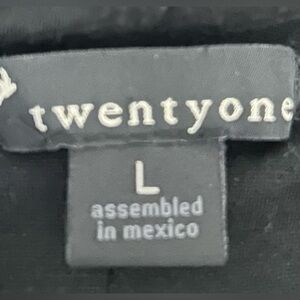 twentyone
L
assembled
in mexico